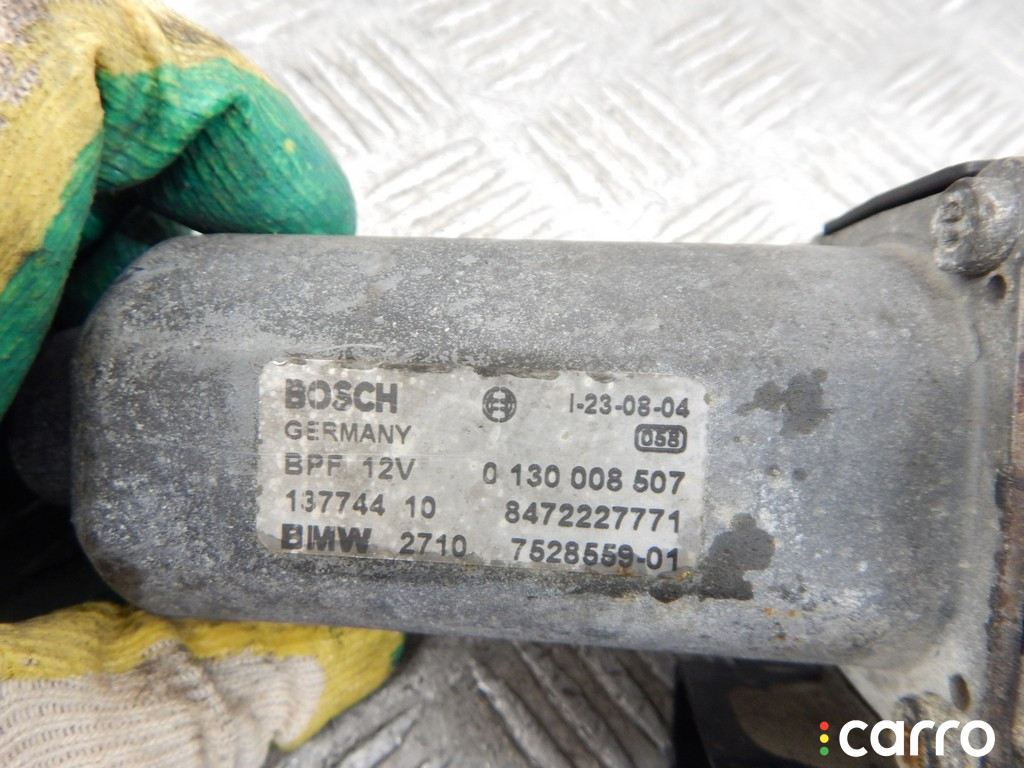 BOSCH I-23-08-04
GERMANY 058
BPF 12V 0 130 008 507
137744 10 8472227771
BMW 2710 7528559-01
carro